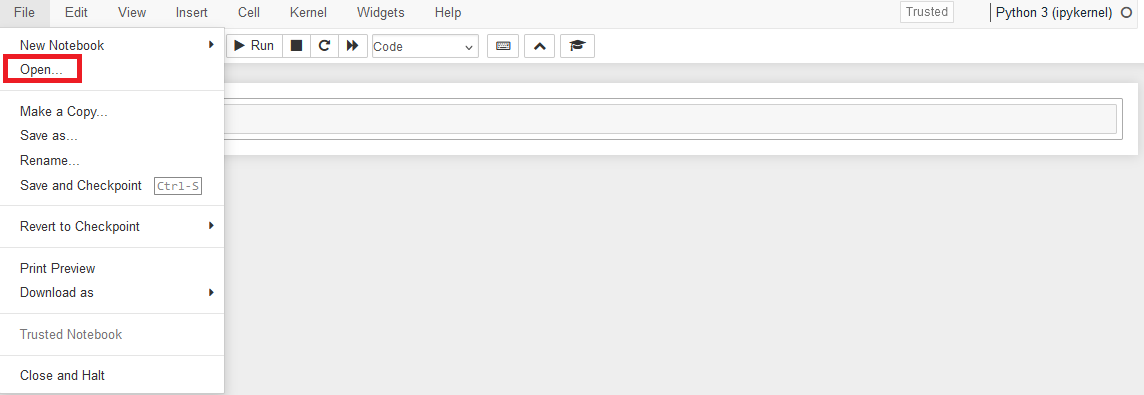 File Edit View Insert Cell Kernel Widgets Help Trusted Python 3 (ipykernel)
New Notebook
Run Code
Open...
Make a Copy...
Save as...
Rename...
Save and Checkpoint Ctrl-S
Revert to Checkpoint
Print Preview
Download as
Trusted Notebook
Close and Halt